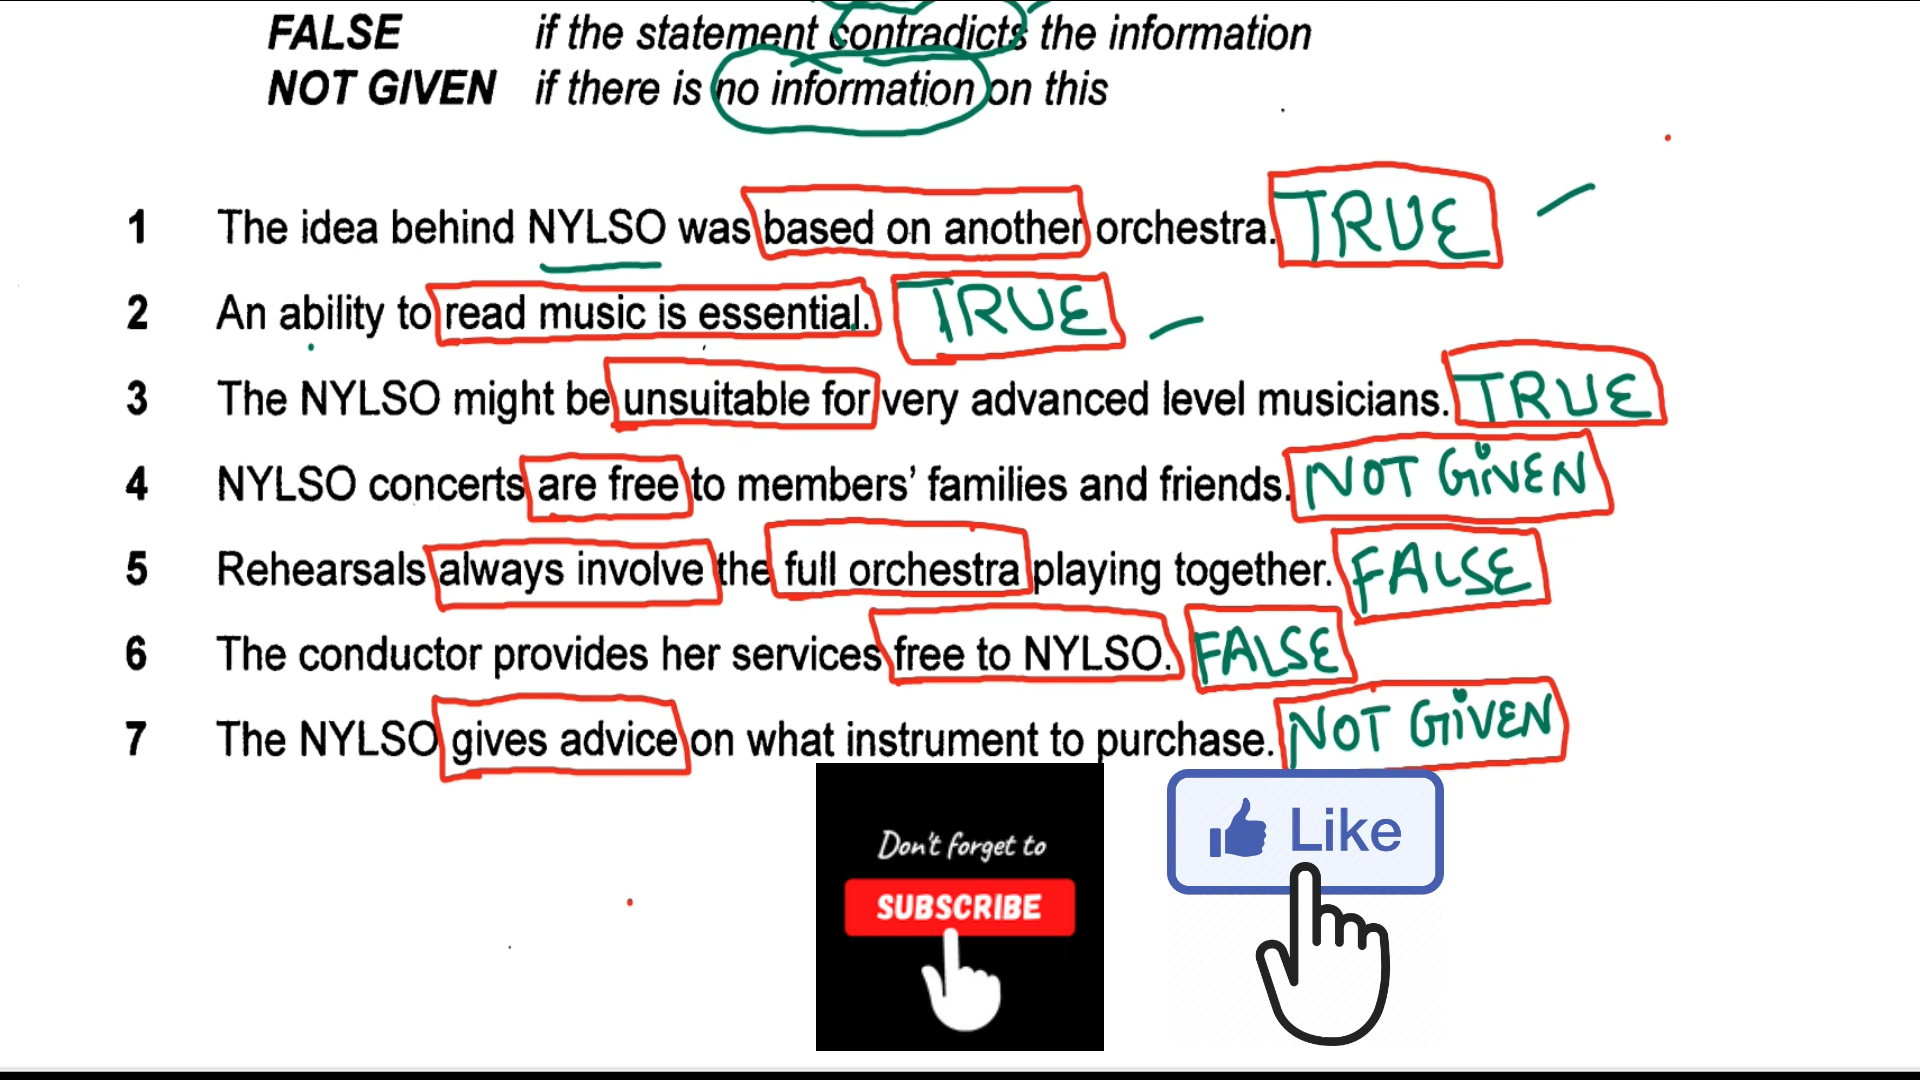 FALSE if the statement contradicts the information
NOT GIVEN if there is no information on this
1 The idea behind NYLSO was based on another orchestra. TRUE
2 An ability to read music is essential. TRUE
3 The NYLSO might be unsuitable for very advanced level musicians. TRUE
4 NYLSO concerts are free to members' families and friends. NOT GIVEN
5 Rehearsals always involve the full orchestra playing together. FALSE
6 The conductor provides her services free to NYLSO. FALSE
7 The NYLSO gives advice on what instrument to purchase. NOT GIVEN
Don't forget to
SUBSCRIBE
Like